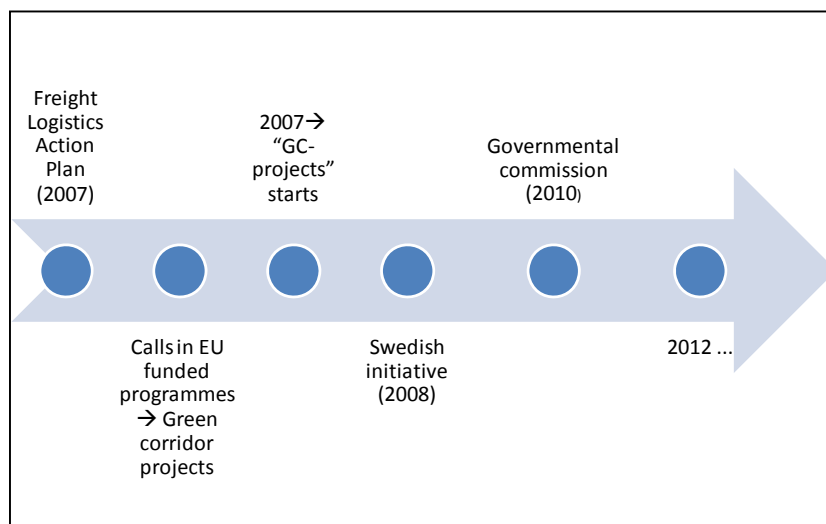 Freight
Logistics
Action
Plan
(2007)
Calls in EU
funded
programmes
→ Green
corridor
projects
2007→
“GC-
projects”
starts
Swedish
initiative
(2008)
Governmental
commission
(2010)
2012 ...